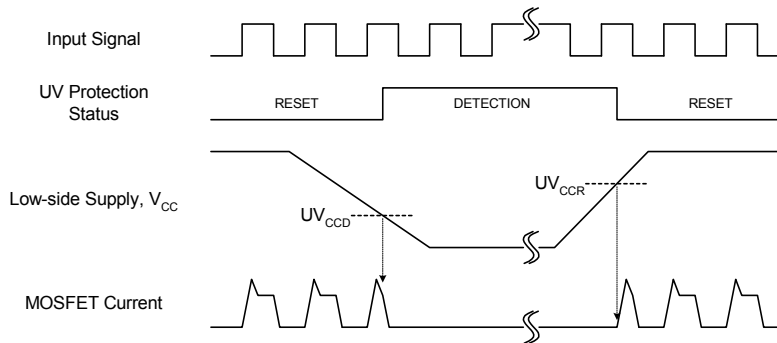 Input Signal
UV Protection
Status
RESET
DETECTION
RESET
Low-side Supply, VCC
UVCCD
UVCCR
MOSFET Current